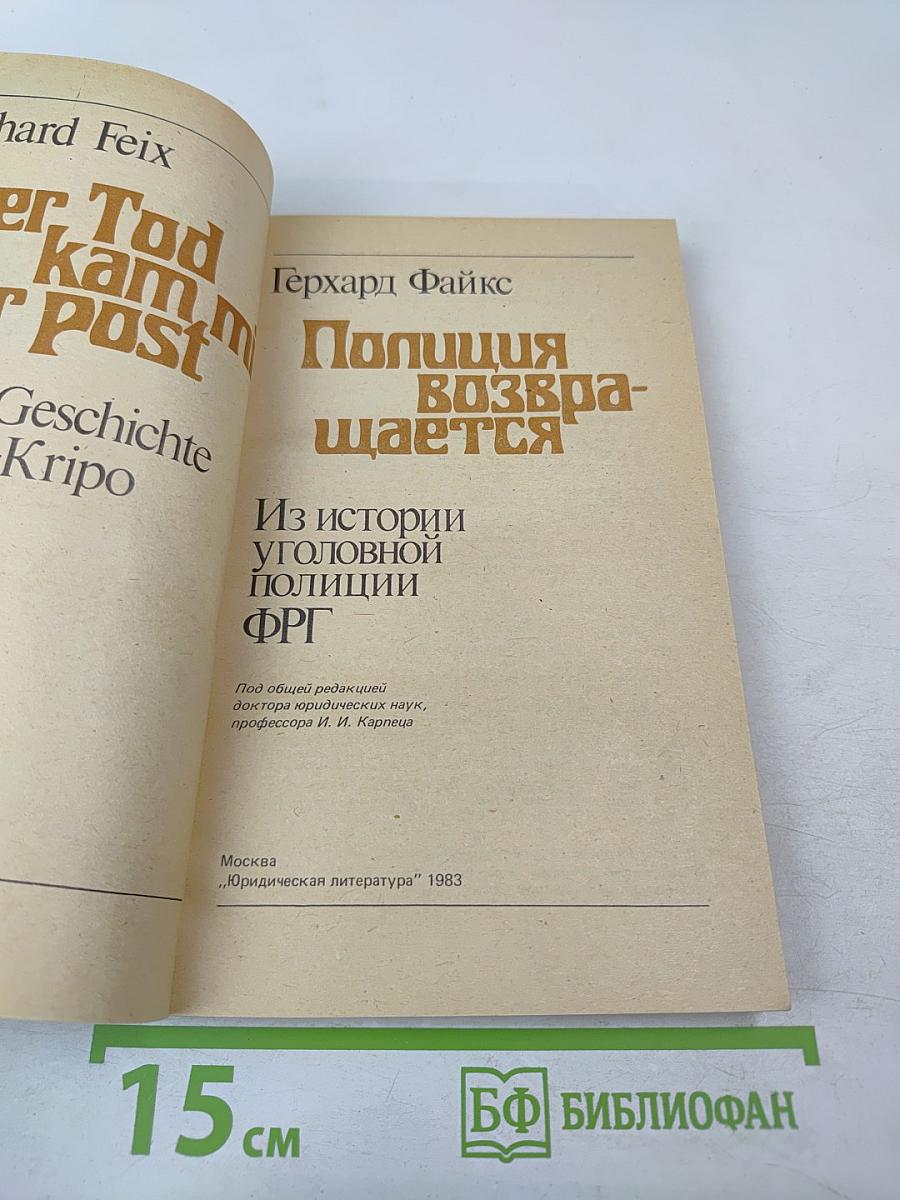 hard Feix
er Tod
kam mi
r Post
Geschichte
-Kripo
Герхард Файкс
Полиция
возвра-
щается
Из истории
уголовной
полиции
ФРГ
Под общей редакцией
доктора юридических наук,
профессора И. И. Карпеца
Москва
„Юридическая литература” 1983
15 см
БФ БИБЛИОФАН